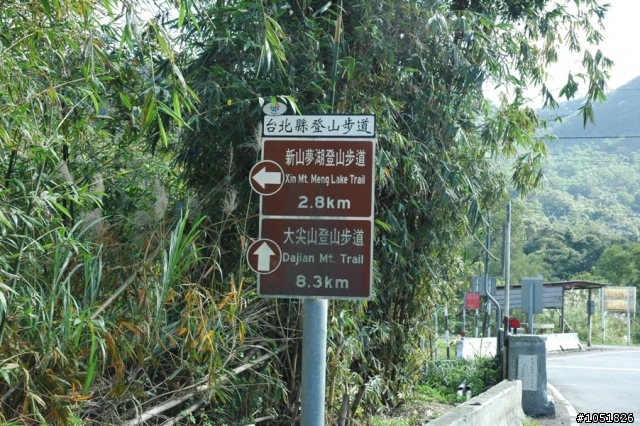 台北縣登山步道
新山夢湖登山步道
Xin Mt. Meng Lake Trail
2.8km
大尖山登山步道
Dajian Mt. Trail
8.3km
#1051826